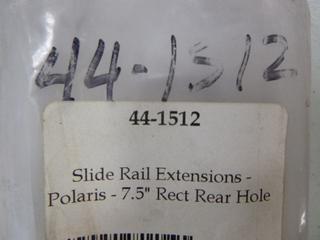 44-1512
44-1512
Slide Rail Extensions -
Polaris - 7.5" Rect Rear Hole